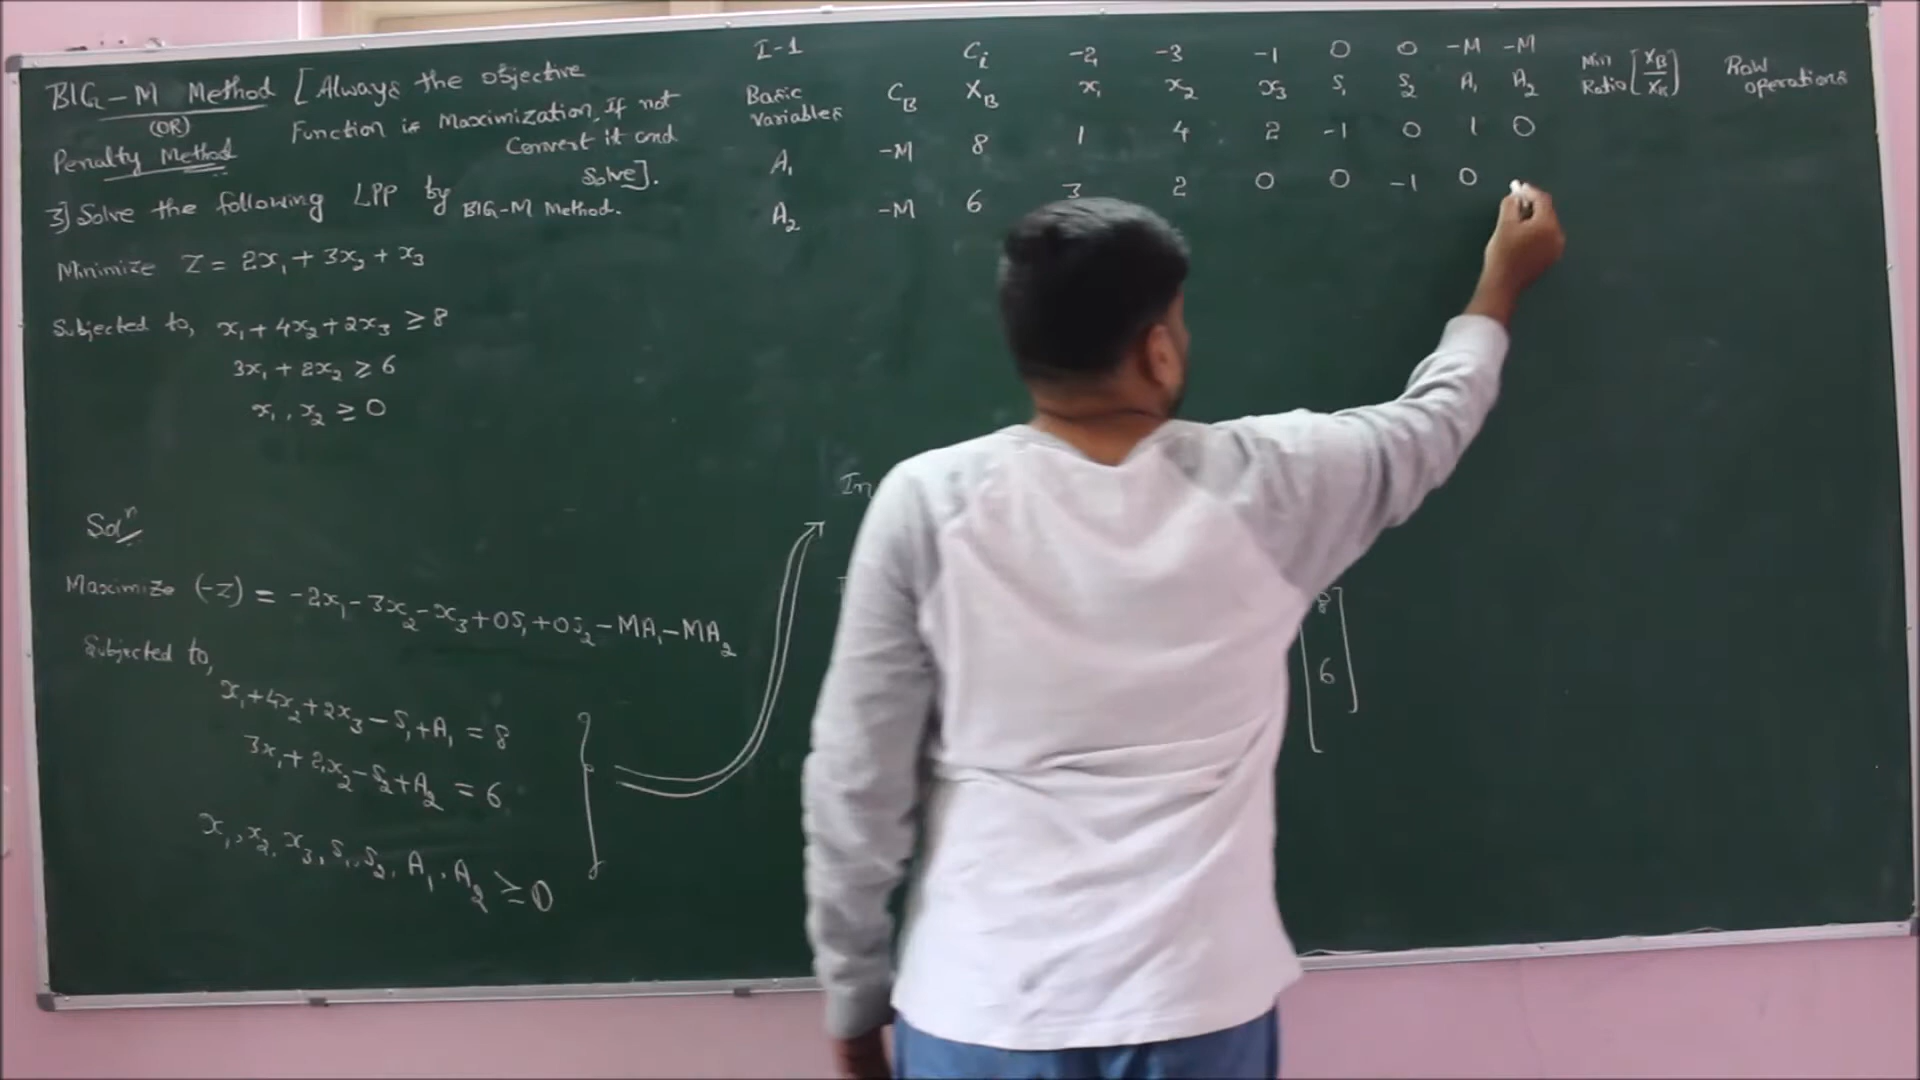 BIG-M Method [Always the objective
(OR) Function is Maximization, If not
Penalty Method Convert it and
Solve].
3] Solve the following LPP by BIG-M Method.
Minimize Z = 2x₁ + 3x₂ + x₃
Subjected to, x₁ + 4x₂ + 2x₃ ≥ 8
3x₁ + 2x₂ ≥ 6
x₁, x₂ ≥ 0
Solⁿ
Maximize (-Z) = -2x₁ - 3x₂ - x₃ + 0S₁ + 0S₂ - MA₁ - MA₂
Subjected to,
x₁ + 4x₂ + 2x₃ - S₁ + A₁ = 8
3x₁ + 2x₂ - S₂ + A₂ = 6
x₁, x₂, x₃, S₁, S₂, A₁, A₂ ≥ 0
I-1 Cⱼ -2 -3 -1 0 0 -M -M
Basic Variables C_B X_B x₁ x₂ x₃ S₁ S₂ A₁ A₂ Min Ratio [X_B/X_K] Row operations
A₁ -M 8 1 4 2 -1 0 1 0
A₂ -M 6 3 2 0 0 -1 0
8
6